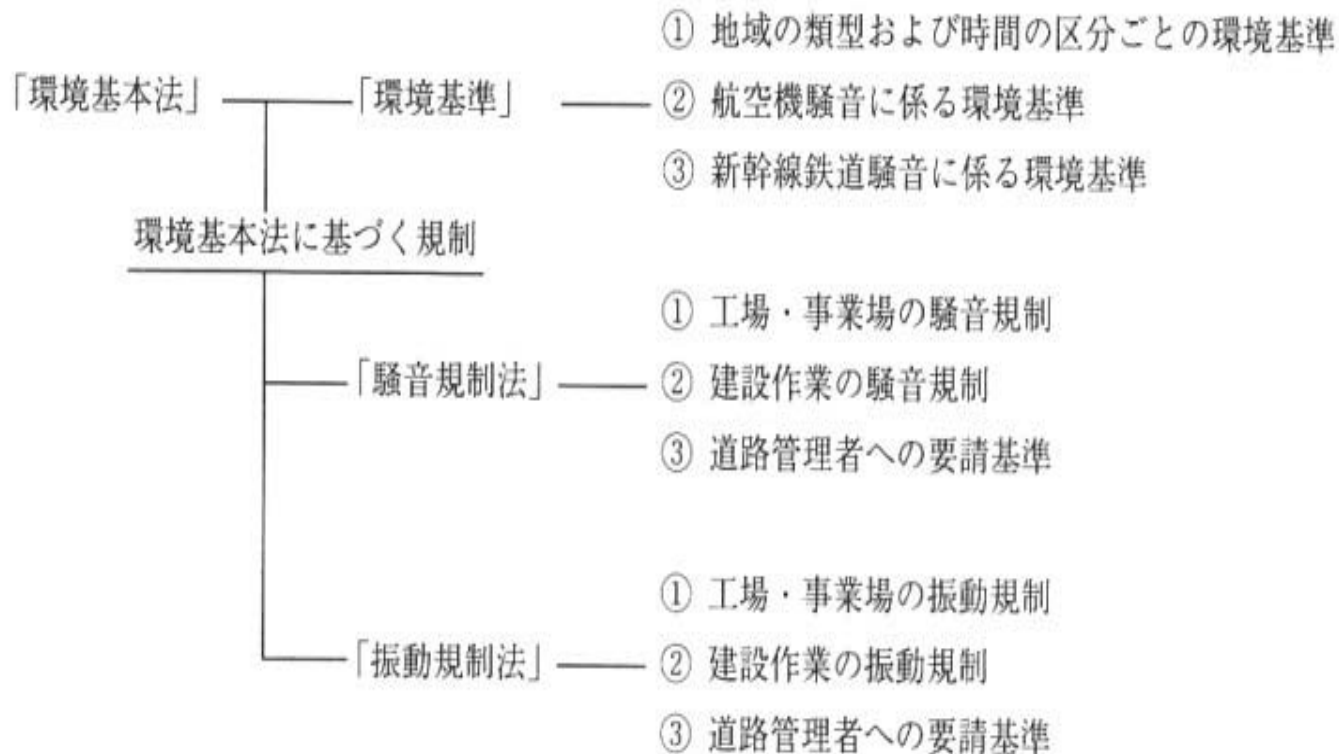 「環境基本法」
「環境基準」
① 地域の類型および時間の区分ごとの環境基準
② 航空機騒音に係る環境基準
③ 新幹線鉄道騒音に係る環境基準
環境基本法に基づく規制
「騒音規制法」
① 工場・事業場の騒音規制
② 建設作業の騒音規制
③ 道路管理者への要請基準
「振動規制法」
① 工場・事業場の振動規制
② 建設作業の振動規制
③ 道路管理者への要請基準